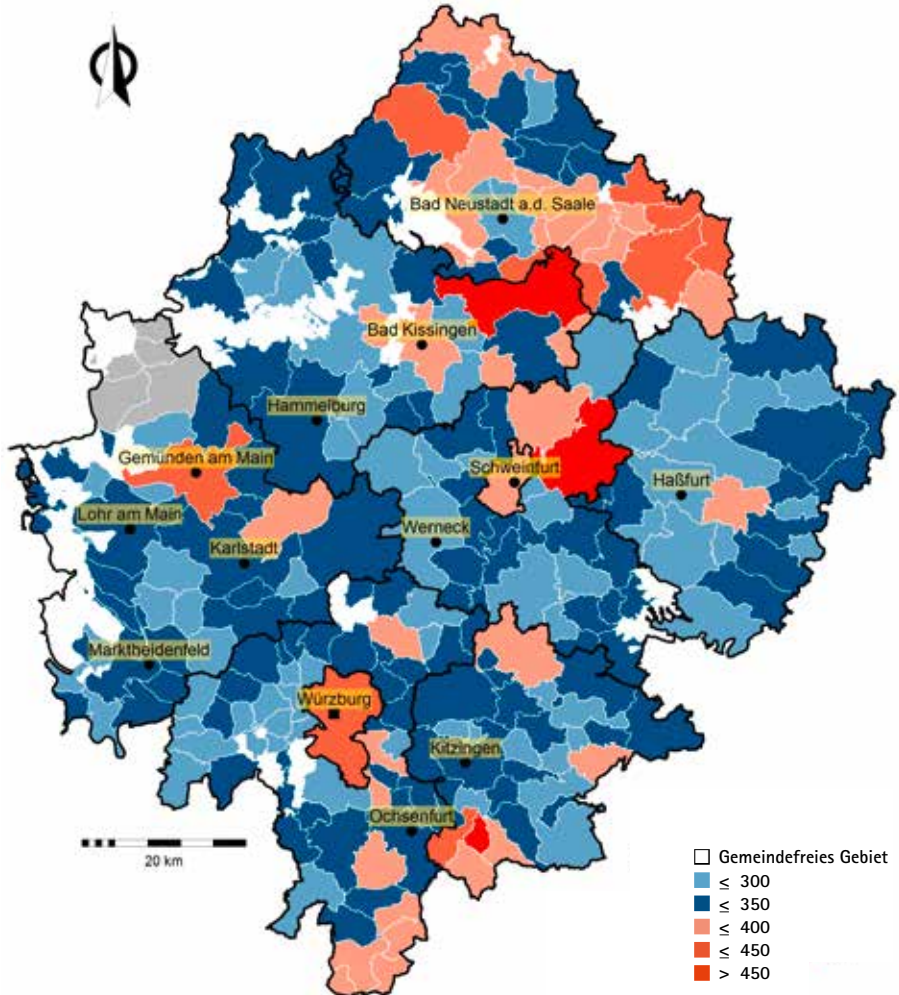 Bad Neustadt a.d. Saale
Bad Kissingen
Hammelburg
Gemünden am Main
Schweinfurt
Haßfurt
Lohr am Main
Werneck
Karlstadt
Marktheidenfeld
Würzburg
Kitzingen
Ochsenfurt
20 km
Gemeindefreies Gebiet
≤ 300
≤ 350
≤ 400
≤ 450
> 450